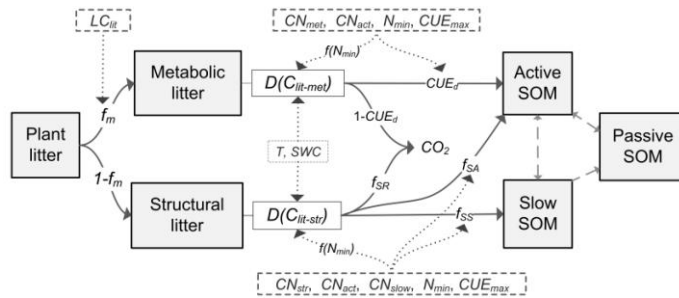 LC_lit
CN_met, CN_act, N_min, CUE_max
f(N_min)
Metabolic
litter
D(C_lit-met)
CUE_d
Active
SOM
f_m
1-CUE_d
Plant
litter
T, SWC
CO₂
Passive
SOM
f_SA
1-f_m
f_SR
Structural
litter
D(C_lit-str)
f_SS
Slow
SOM
f(N_min)
CN_str, CN_act, CN_slow, N_min, CUE_max